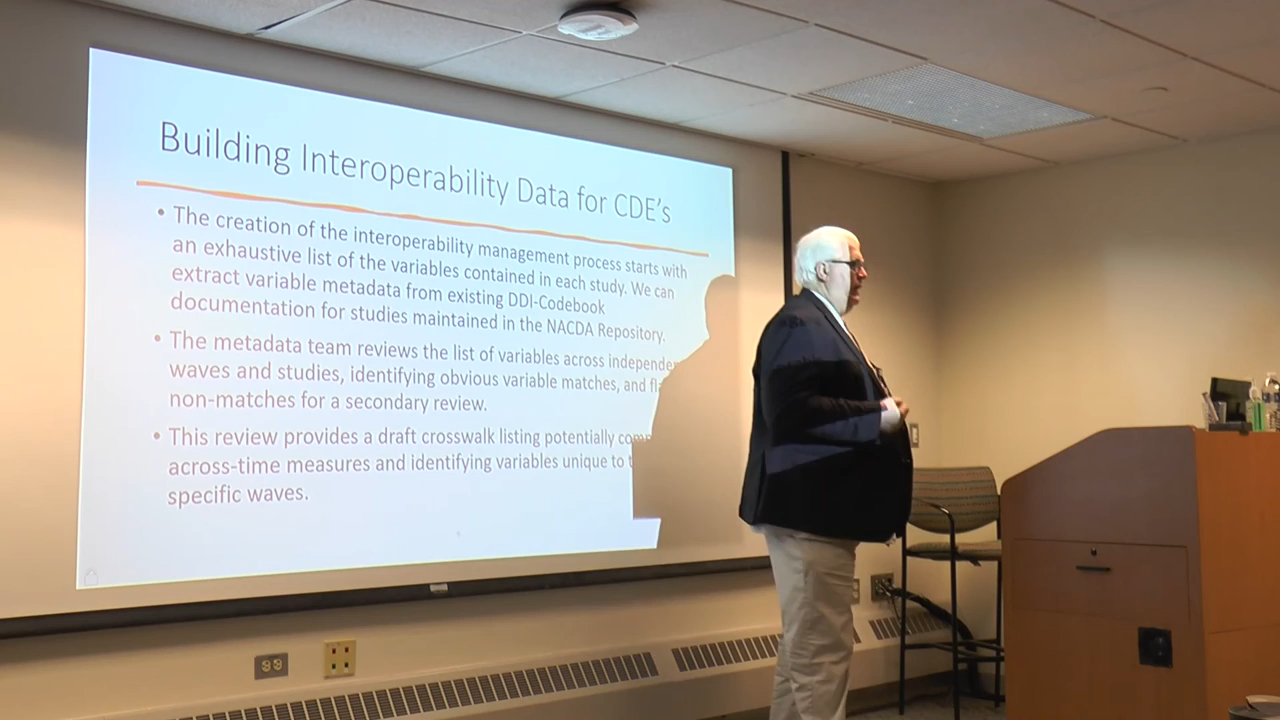 Building Interoperability Data for CDE's
• The creation of the interoperability management process starts with
an exhaustive list of the variables contained in each study. We can
extract variable metadata from existing DDI-Codebook
documentation for studies maintained in the NACDA Repository.
• The metadata team reviews the list of variables across independe
waves and studies, identifying obvious variable matches, and
non-matches for a secondary review.
• This review provides a draft crosswalk listing potentially
across-time measures and identifying variables unique to
specific waves.